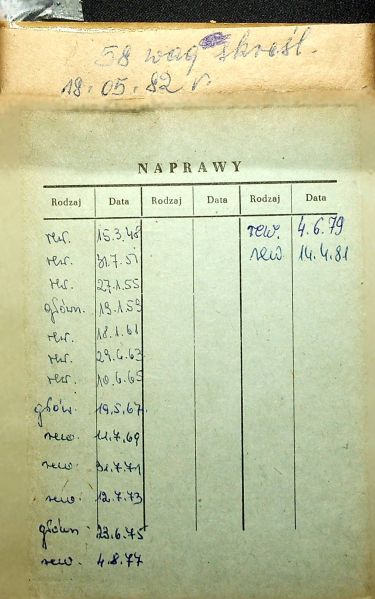 58 wag skreśl.
18.05.82 r.
NAPRAWY
Rodzaj Data Rodzaj Data Rodzaj Data
rew. 15.3.48 rew. 4.6.79
rew. 31.7.51 rew 14.4.81
rew. 27.1.55
główn. 19.1.59
rew. 18.1.61
rew. 29.6.63
rew. 10.6.65
główn. 19.5.67.
rew. 11.7.69
rew. 31.7.71
rew. 12.7.73
główn. 23.6.75
rew. 4.8.77